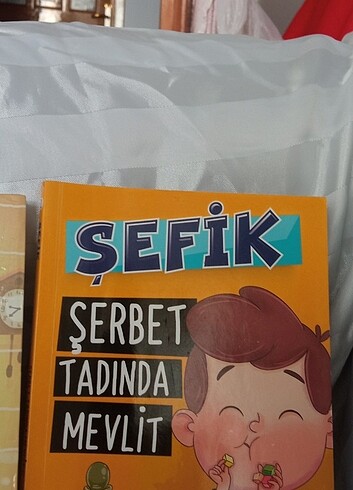 ŞEFİK
ŞERBET
TADINDA
MEVLİT